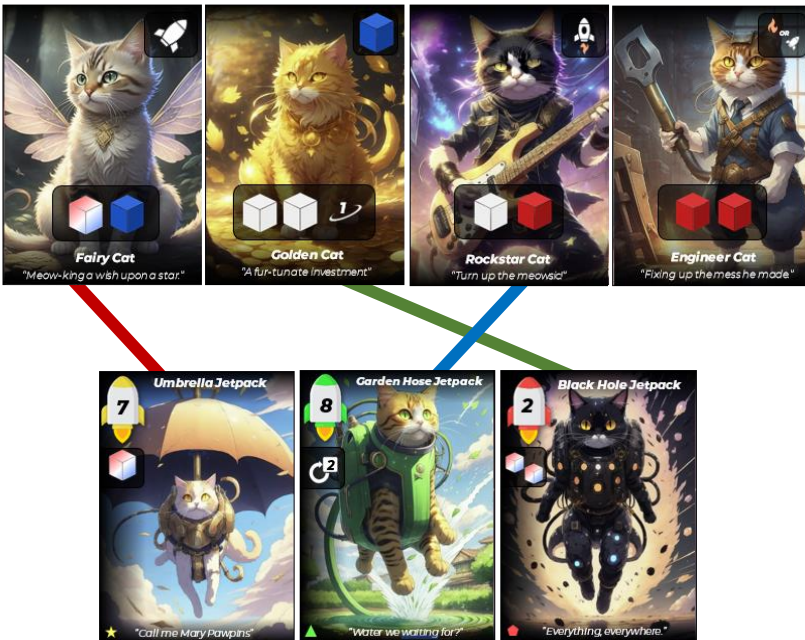 OR
1
Fairy Cat
"Meow-king a wish upon a star."
Golden Cat
"A fur-tunate investment"
Rockstar Cat
"Turn up the meowsic!"
Engineer Cat
"Fixing up the mess he made."
7
Umbrella Jetpack
"Call me Mary Pawpins"
8
Garden Hose Jetpack
2
"Water we waiting for?"
2
Black Hole Jetpack
"Everything, everywhere."